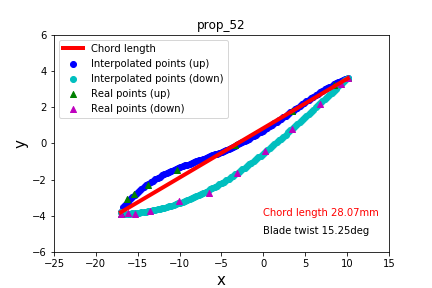 prop_52
Chord length
Interpolated points (up)
Interpolated points (down)
Real points (up)
Real points (down)
6
4
2
0
−2
−4
−6
y
Chord length 28.07mm
Blade twist 15.25deg
−25
−20
−15
−10
−5
0
5
10
15
x